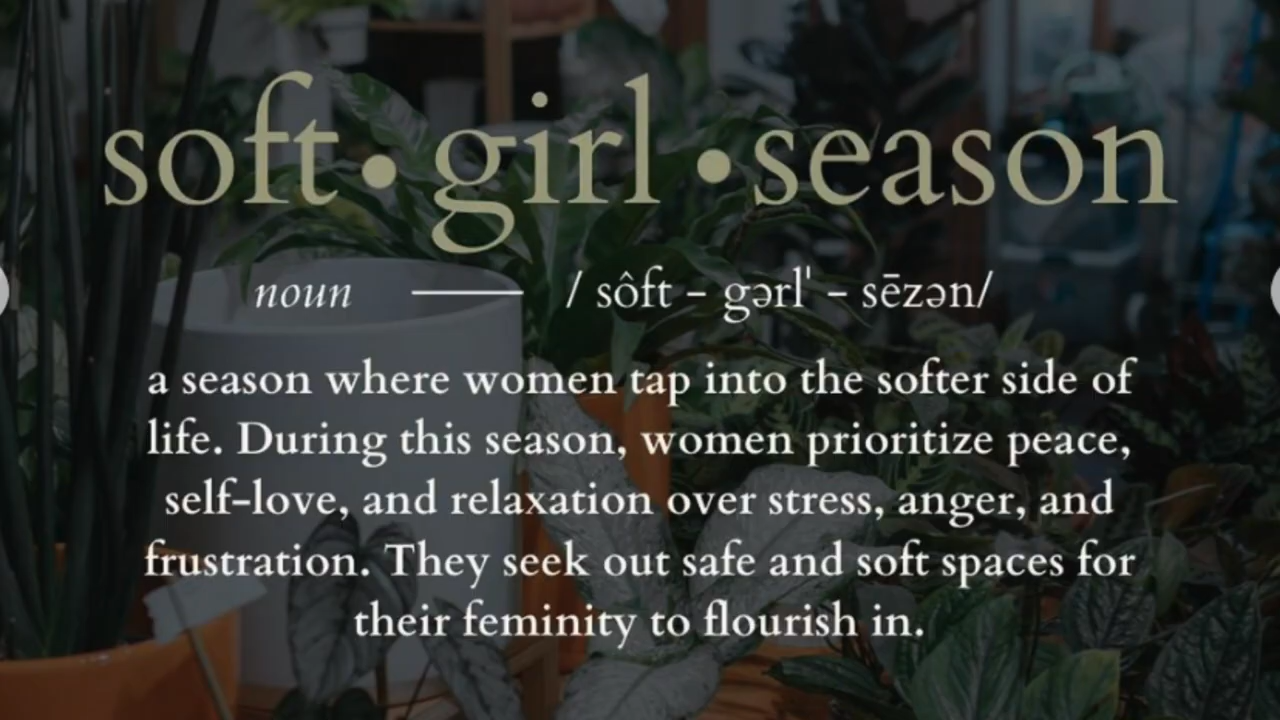 soft•girl•season
noun — / sôft - gərl' - sēzən/
a season where women tap into the softer side of
life. During this season, women prioritize peace,
self-love, and relaxation over stress, anger, and
frustration. They seek out safe and soft spaces for
their feminity to flourish in.